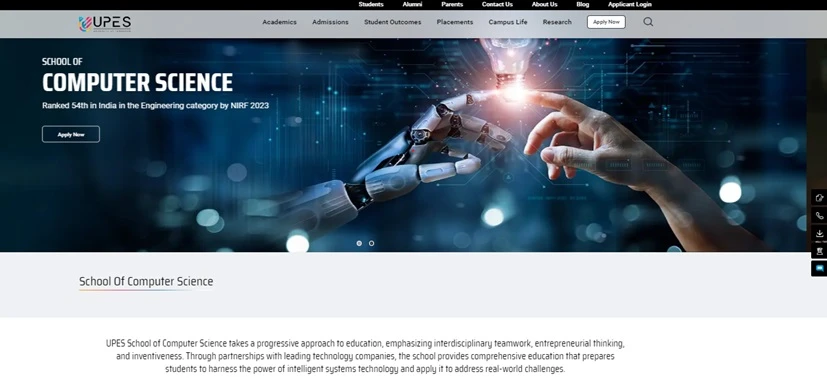 Students Alumni Parents Contact Us About Us Blog Applicant Login
UPES
Academics Admissions Student Outcomes Placements Campus Life Research Apply Now
SCHOOL OF
COMPUTER SCIENCE
Ranked 54th in India in the Engineering category by NIRF 2023
Apply Now
School Of Computer Science
UPES School of Computer Science takes a progressive approach to education, emphasizing interdisciplinary teamwork, entrepreneurial thinking,
and inventiveness. Through partnerships with leading technology companies, the school provides comprehensive education that prepares
students to harness the power of intelligent systems technology and apply it to address real-world challenges.